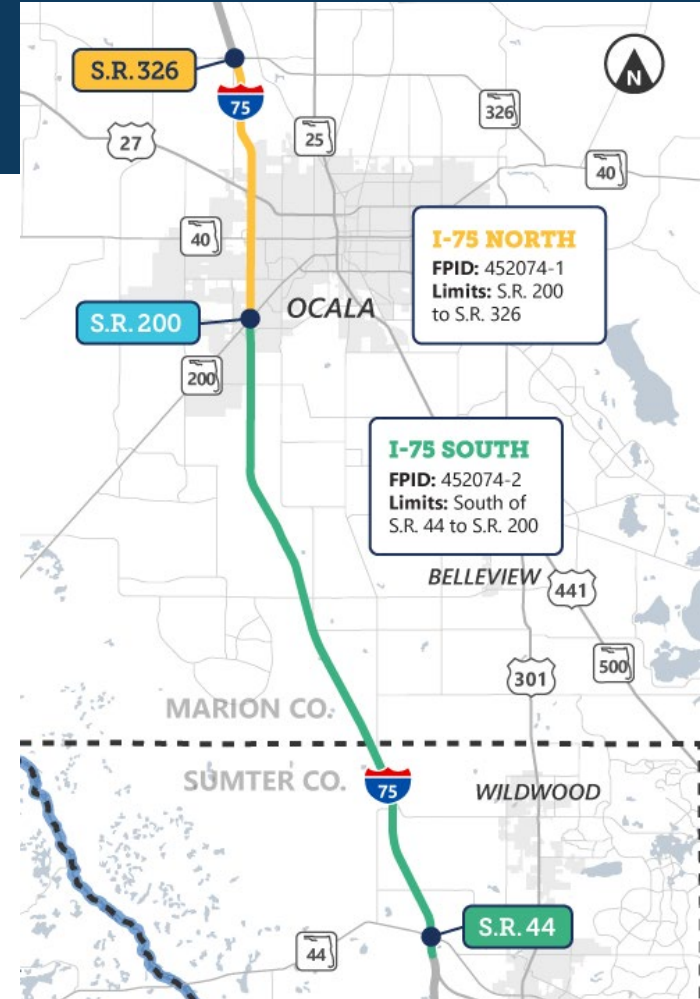 S.R. 326
75
N
326
25
27
40
40
I-75 NORTH
FPID: 452074-1
Limits: S.R. 200
to S.R. 326
S.R. 200
OCALA
200
I-75 SOUTH
FPID: 452074-2
Limits: South of
S.R. 44 to S.R. 200
BELLEVIEW
441
500
301
MARION CO.
SUMTER CO.
75
WILDWOOD
S.R. 44
44